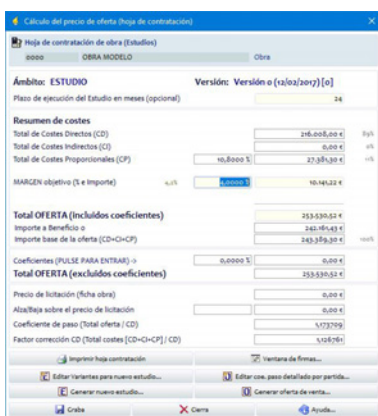 Cálculo del precio de oferta (hoja de contratación)
Hoja de contratación de obra (Estudios)
0000 OBRA MODELO Obra
Ámbito: ESTUDIO Versión: Versión 0 (12/02/2017) [0]
Plazo de ejecución del Estudio en meses (opcional) 24
Resumen de costes
Total de Costes Directos (CD) 216.008,00 € 89%
Total de Costes Indirectos (CI) 0,00 € 0%
Total de Costes Proporcionales (CP) 10,8000 % 27.381,30 € 11%
MARGEN objetivo (% e Importe) 4,2% 4,0000 % 10.141,22 €
Total OFERTA (incluidos coeficientes) 253.530,52 €
Importe a Beneficio 0 242.161,43 €
Importe base de la oferta (CD+CI+CP) 243.389,30 € 100%
Coeficientes (PULSE PARA ENTRAR) -> 0,0000 % 0,00 €
Total OFERTA (excluidos coeficientes) 253.530,52 €
Precio de licitación (ficha obra) 0,00 €
Alza/Baja sobre el precio de licitación 0,00 €
Coeficiente de paso (Total oferta / CD) 1,173709
Factor corrección CD (Total costes [CD+CI+CP] / CD) 1,126761
Imprimir hoja contratación Ventana de firmas...
Editar Variantes para nuevo estudio... Editar coe. paso detallado por partida...
Generar nuevo estudio... Generar oferta de venta...
Graba Cierra Ayuda...